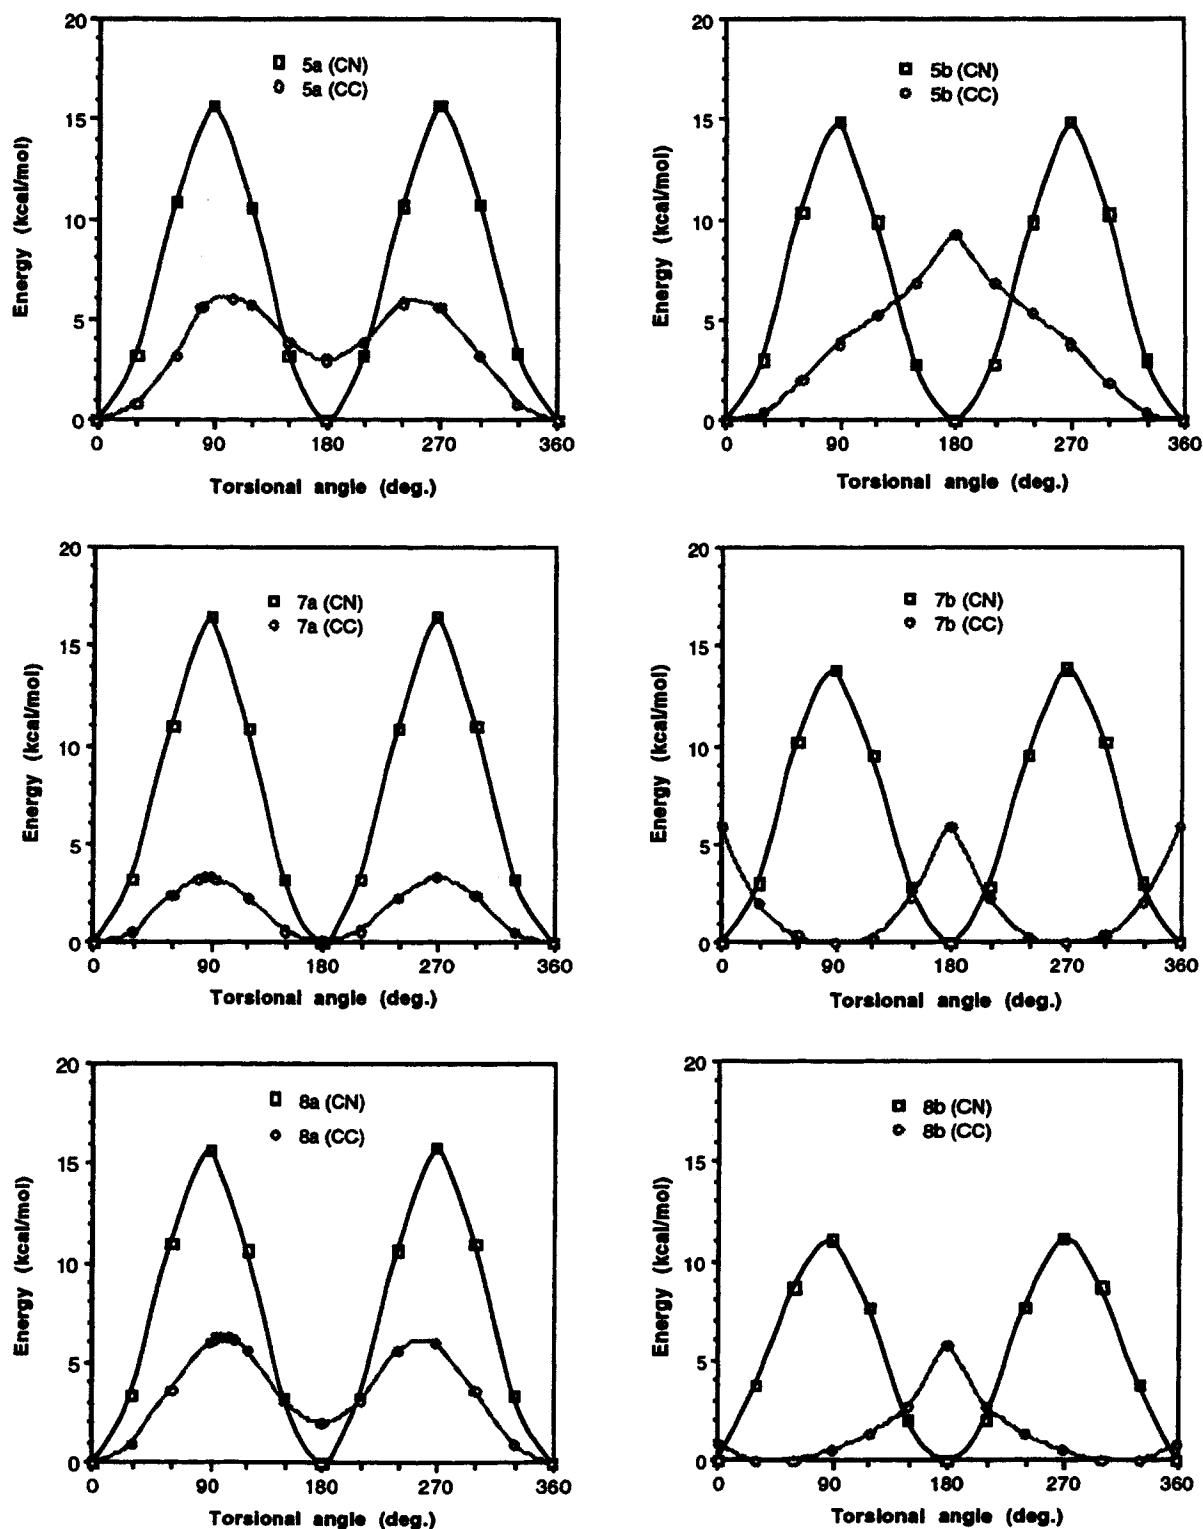 20
5a (CN)
5a (CC)
15
10
5
0
Energy (kcal/mol)
0 90 180 270 360
Torsional angle (deg.)
20
5b (CN)
5b (CC)
15
10
5
0
Energy (kcal/mol)
0 90 180 270 360
Torsional angle (deg.)
20
7a (CN)
7a (CC)
15
10
5
0
Energy (kcal/mol)
0 90 180 270 360
Torsional angle (deg.)
20
7b (CN)
7b (CC)
15
10
5
0
Energy (kcal/mol)
0 90 180 270 360
Torsional angle (deg.)
20
8a (CN)
8a (CC)
15
10
5
0
Energy (kcal/mol)
0 90 180 270 360
Torsional angle (deg.)
20
8b (CN)
8b (CC)
15
10
5
0
Energy (kcal/mol)
0 90 180 270 360
Torsional angle (deg.)